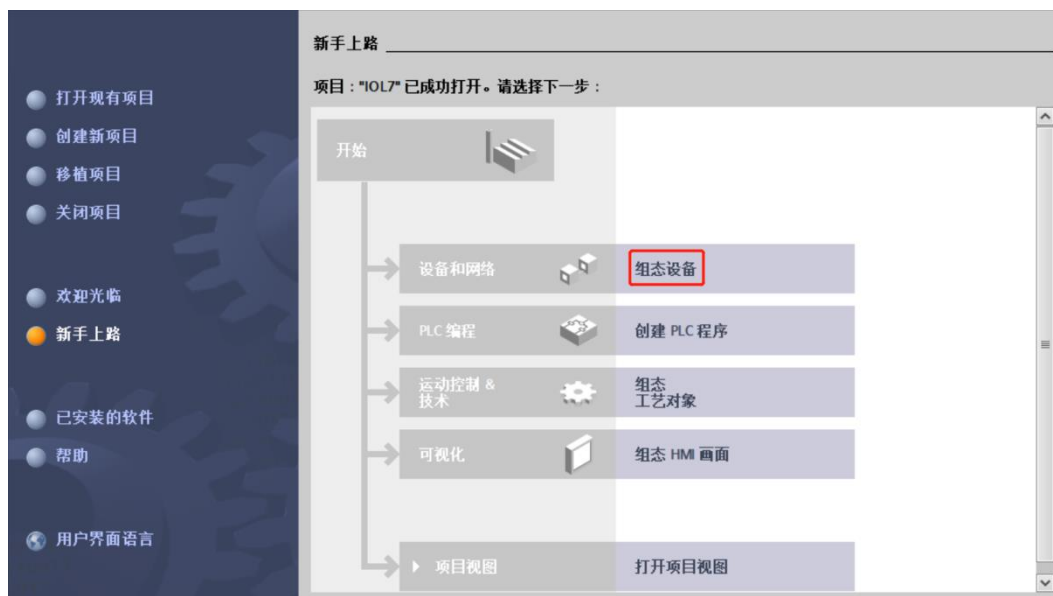 打开现有项目
创建新项目
移植项目
关闭项目
欢迎光临
新手上路
已安装的软件
帮助
用户界面语言
新手上路
项目："IOL7" 已成功打开。请选择下一步：
开始
设备和网络
组态设备
PLC 编程
创建 PLC 程序
运动控制 &
技术
组态
工艺对象
可视化
组态 HMI 画面
项目视图
打开项目视图